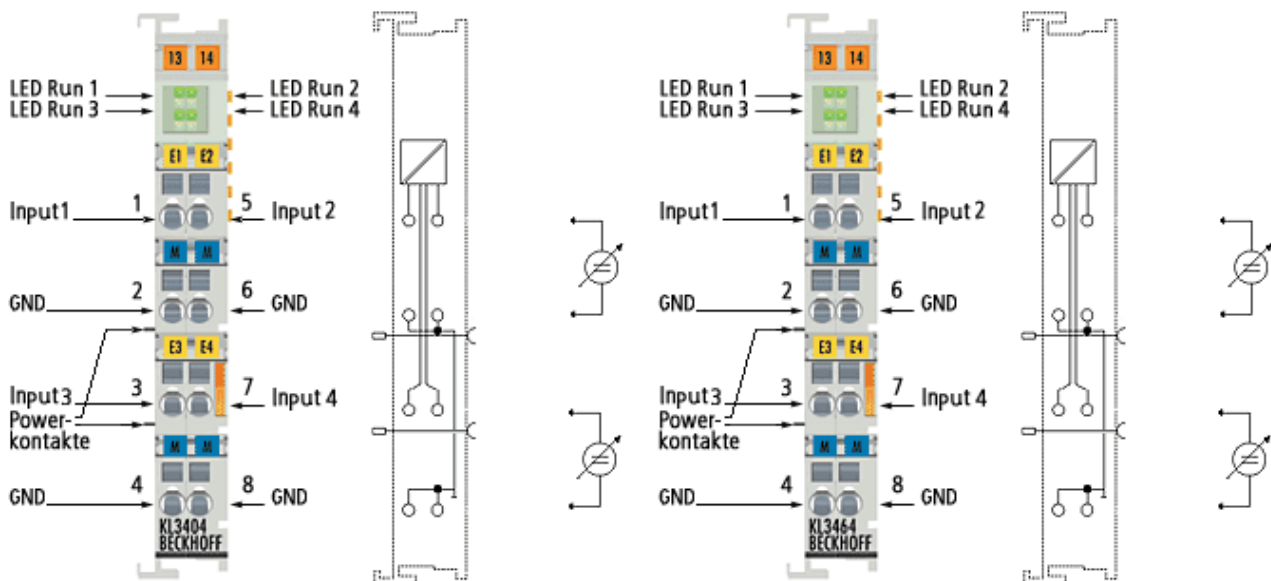 13 14
LED Run 1
LED Run 2
LED Run 3
LED Run 4
E1 E2
Input1
1
5
Input 2
M M
GND
2
6
GND
E3 E4
Input3
3
7
Input 4
Power-
kontakte
M M
GND
4
8
GND
KL3404
BECKHOFF
13 14
LED Run 1
LED Run 2
LED Run 3
LED Run 4
E1 E2
Input1
1
5
Input 2
M M
GND
2
6
GND
E3 E4
Input3
3
7
Input 4
Power-
kontakte
M M
GND
4
8
GND
KL3464
BECKHOFF